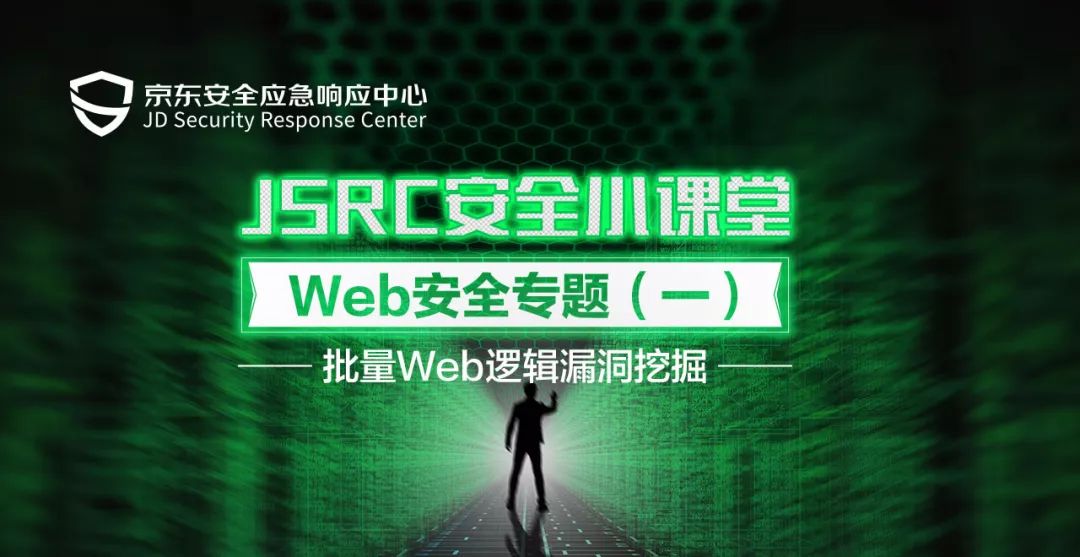 京东安全应急响应中心
JD Security Response Center
JSRC安全小课堂
Web安全专题（一）
批量Web逻辑漏洞挖掘